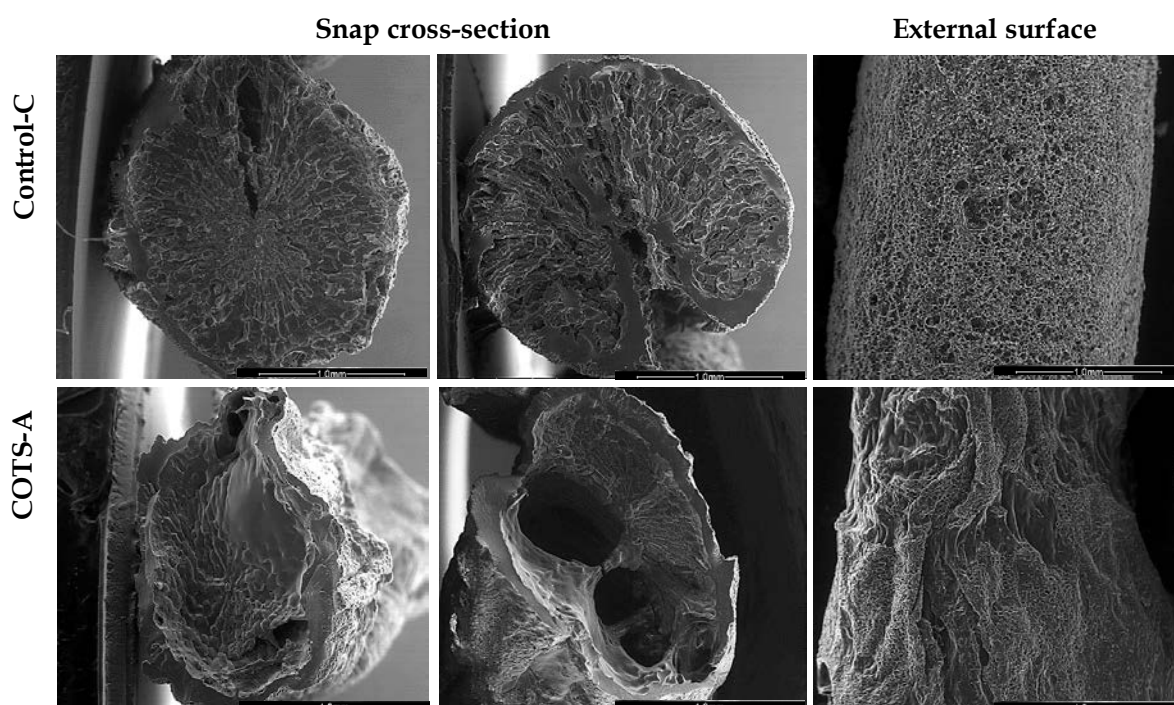 Snap cross-section
External surface
Control-C
1.0mm
1.0mm
1.0mm
COTS-A